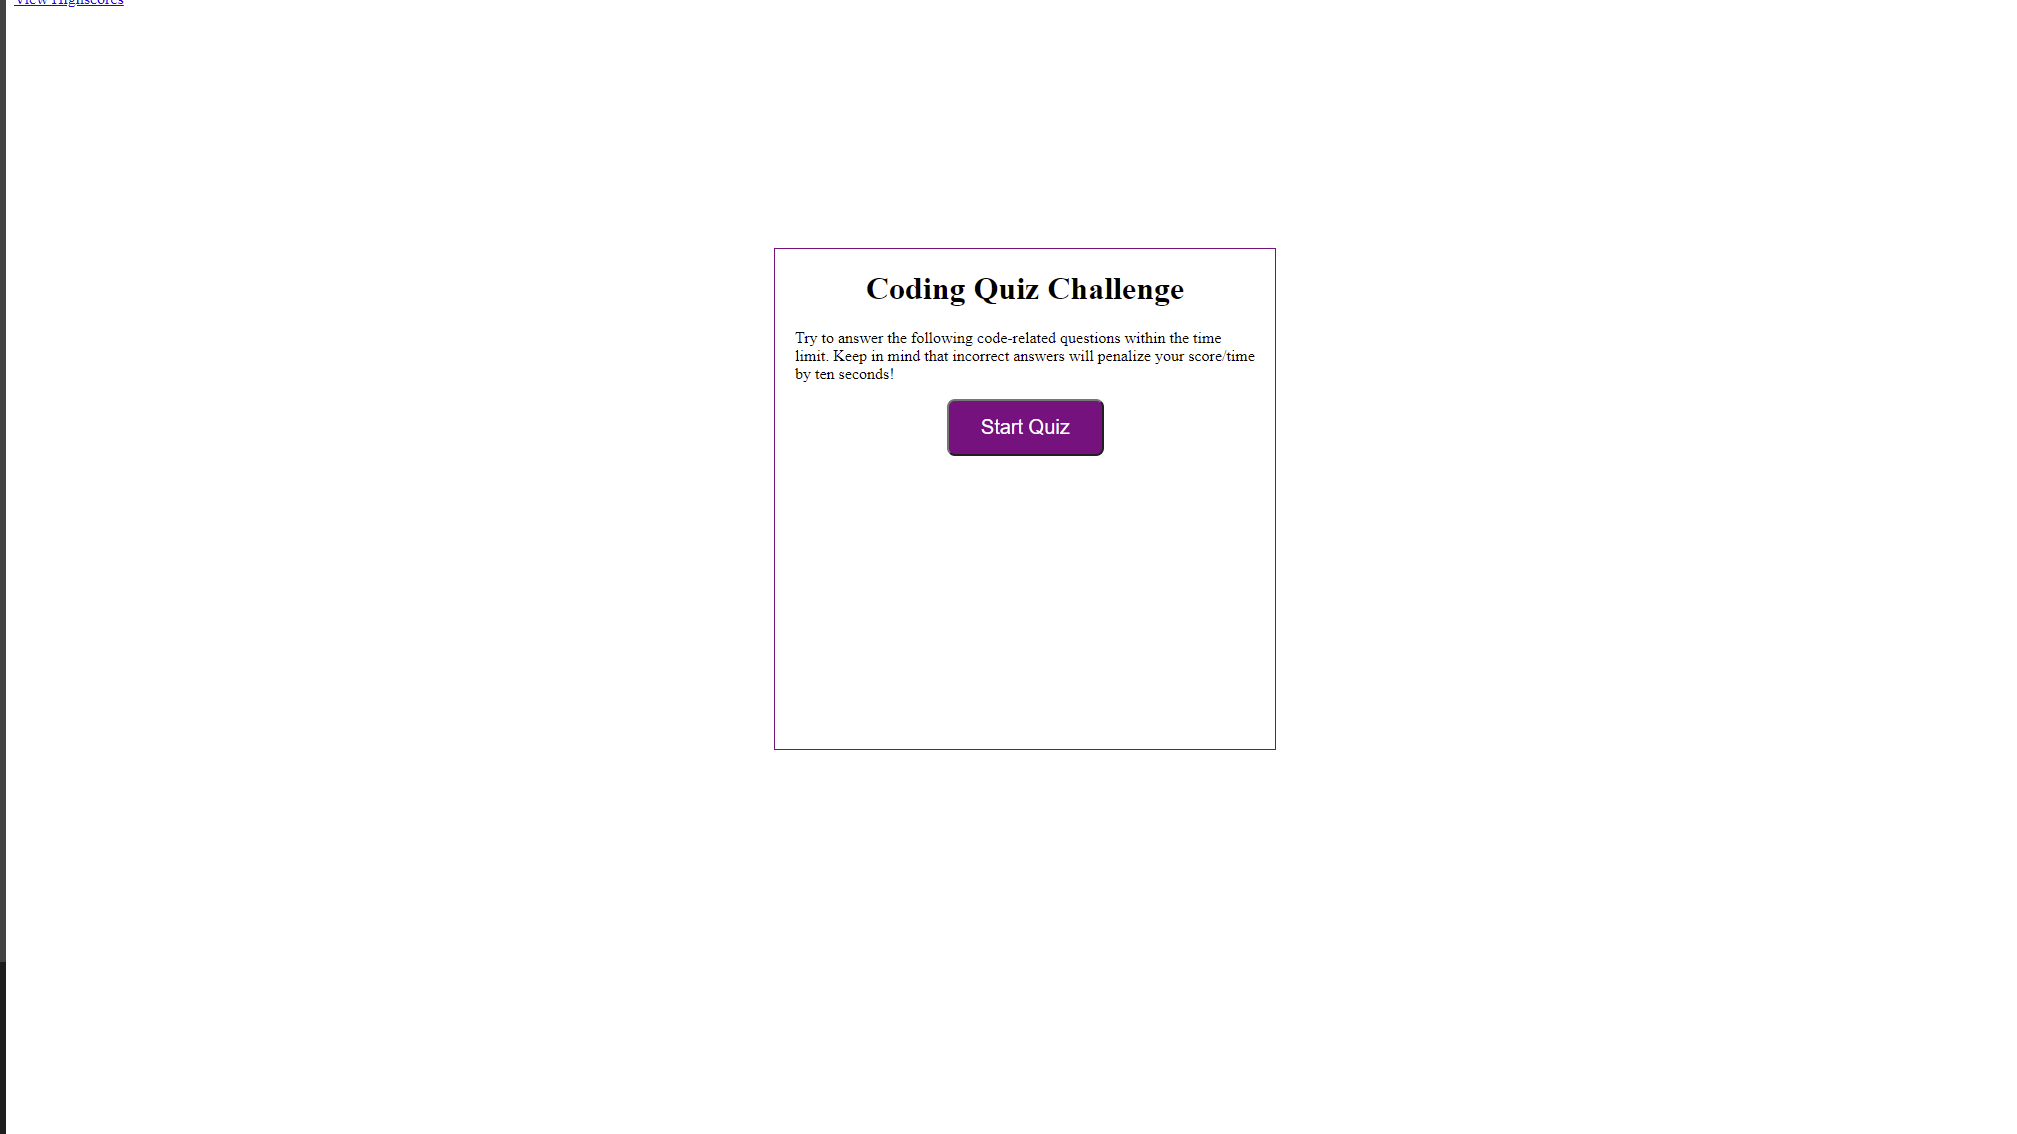 View Highscores
Coding Quiz Challenge
Try to answer the following code-related questions within the time
limit. Keep in mind that incorrect answers will penalize your score/time
by ten seconds!
Start Quiz